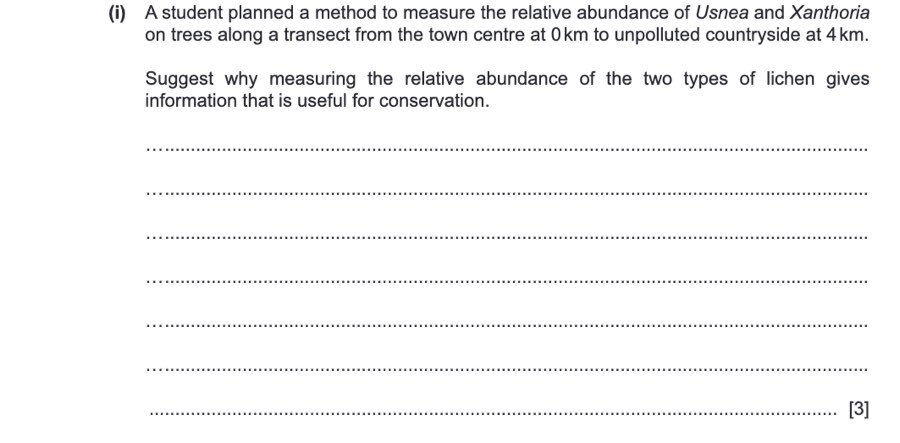 (i) A student planned a method to measure the relative abundance of Usnea and Xanthoria
on trees along a transect from the town centre at 0 km to unpolluted countryside at 4 km.
Suggest why measuring the relative abundance of the two types of lichen gives
information that is useful for conservation.
[3]